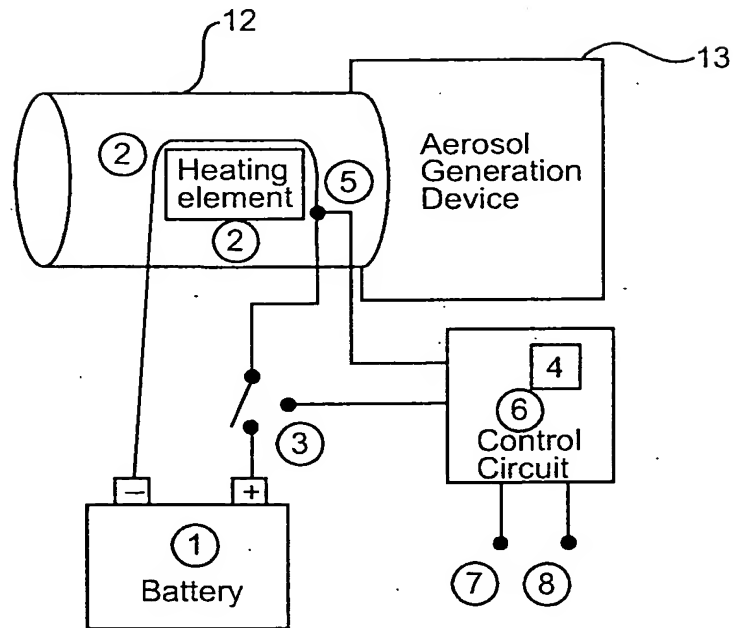 12
13
Aerosol
Generation
Device
2
Heating
element
5
2
4
6
3
Control
Circuit
− +
1
Battery
7 8